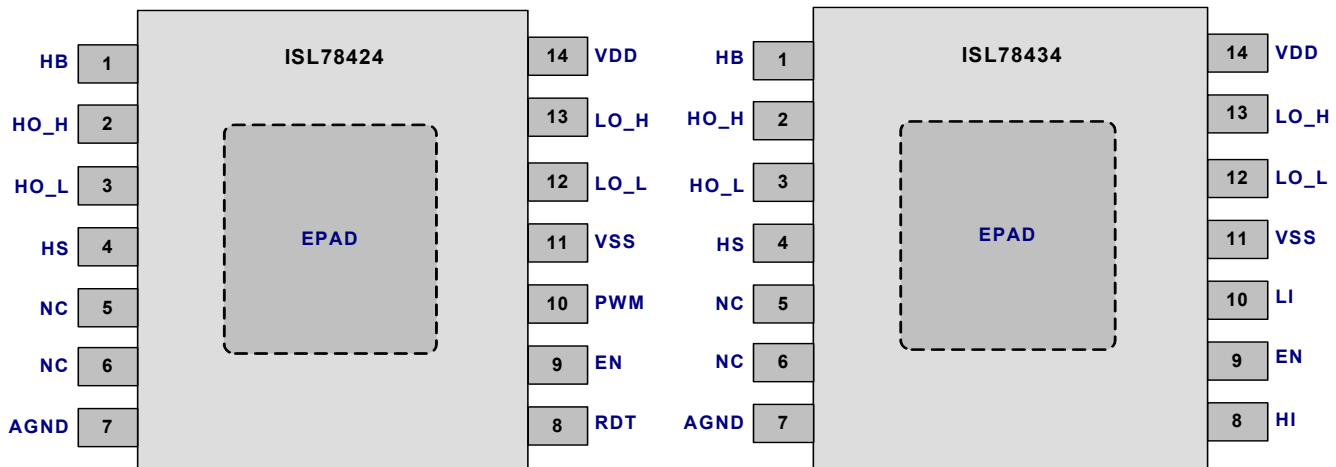 ISL78424
HB 1
HO_H 2
HO_L 3
HS 4
NC 5
NC 6
AGND 7
EPAD
14 VDD
13 LO_H
12 LO_L
11 VSS
10 PWM
9 EN
8 RDT
ISL78434
HB 1
HO_H 2
HO_L 3
HS 4
NC 5
NC 6
AGND 7
EPAD
14 VDD
13 LO_H
12 LO_L
11 VSS
10 LI
9 EN
8 HI